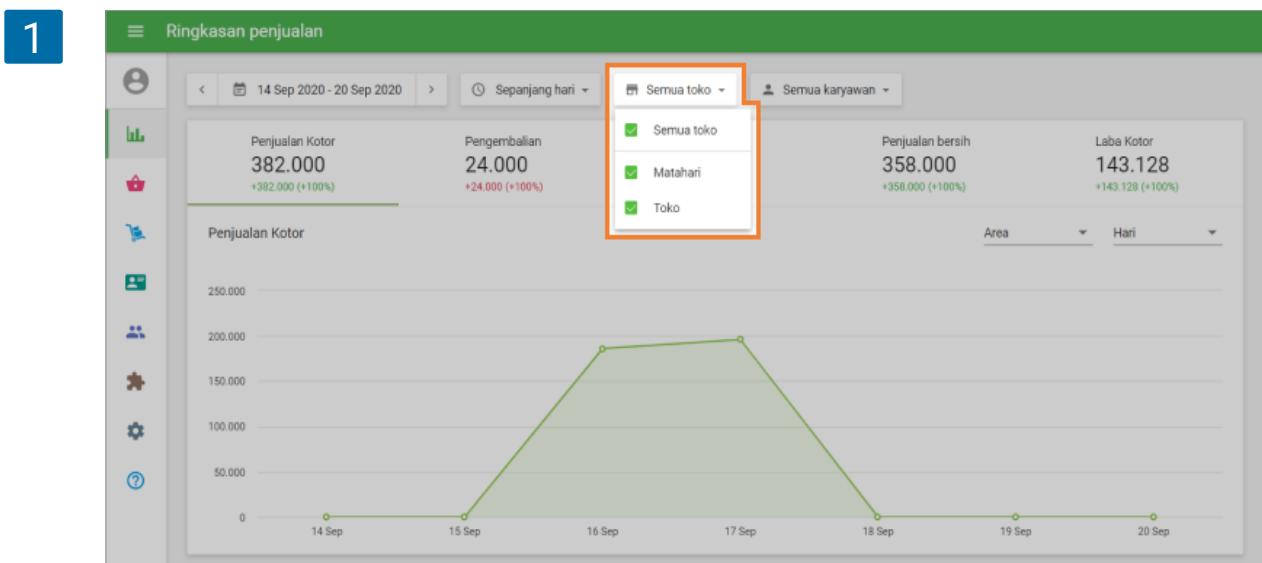 1
Ringkasan penjualan
14 Sep 2020 - 20 Sep 2020
Sepanjang hari
Semua toko
Semua karyawan
Semua toko
Matahari
Toko
Penjualan Kotor
382.000
+382.000 (+100%)
Pengembalian
24.000
+24.000 (+100%)
Penjualan bersih
358.000
+358.000 (+100%)
Laba Kotor
143.128
+143.128 (+100%)
Penjualan Kotor
Area
Hari
250.000
200.000
150.000
100.000
50.000
0
14 Sep
15 Sep
16 Sep
17 Sep
18 Sep
19 Sep
20 Sep